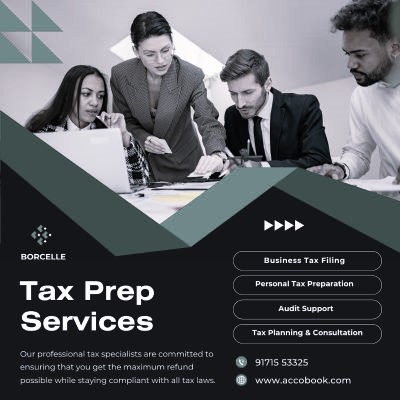 BORCELLE
Tax Prep
Services
Our professional tax specialists are committed to
ensuring that you get the maximum refund
possible while staying compliant with all tax laws.
Business Tax Filing
Personal Tax Preparation
Audit Support
Tax Planning & Consultation
91715 53325
www.accobook.com